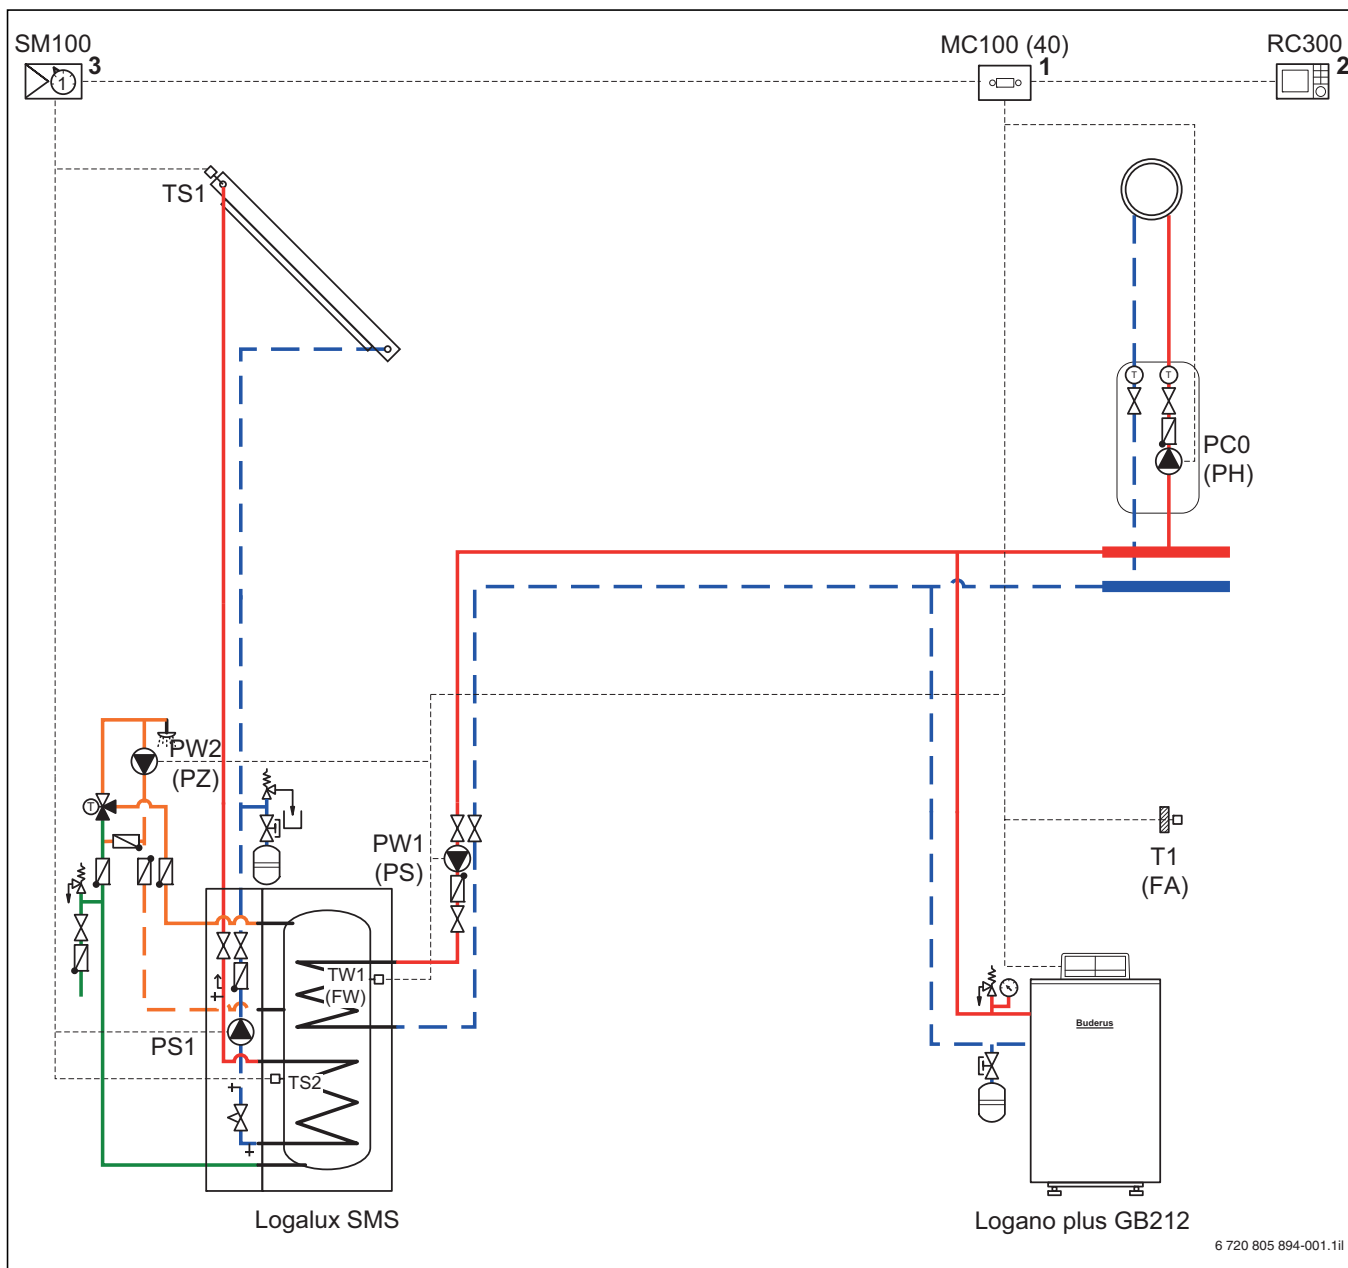 SM100
3
1
MC100 (40)
1
RC300
2
TS1
T
T
PC0
(PH)
PW2
(PZ)
T
PW1
(PS)
T1
(FA)
TW1
(FW)
PS1
TS2
Buderus
Logalux SMS
Logano plus GB212
6 720 805 894-001.1il